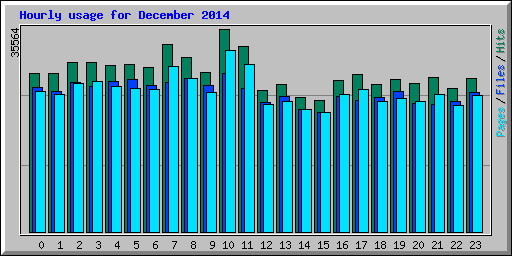 Hourly usage for December 2014
35564
Pages/Files/Hits
0 1 2 3 4 5 6 7 8 9 10 11 12 13 14 15 16 17 18 19 20 21 22 23